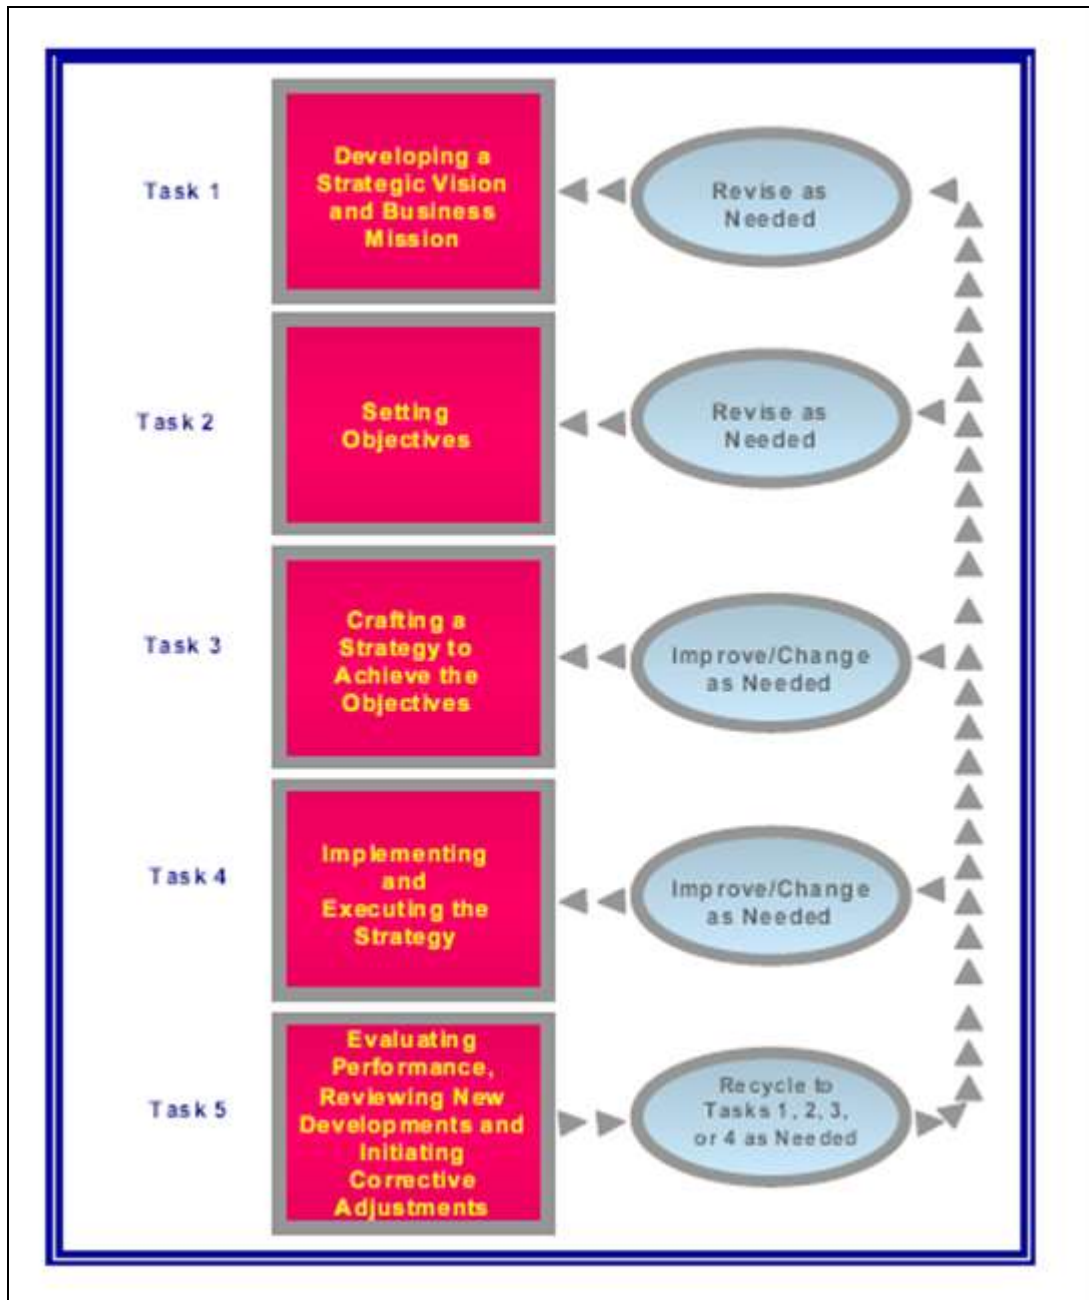 Task 1
Developing a
Strategic Vision
and Business
Mission
Revise as
Needed
Task 2
Setting
Objectives
Revise as
Needed
Task 3
Crafting a
Strategy to
Achieve the
Objectives
Improve/Change
as Needed
Task 4
Implementing
and
Executing the
Strategy
Improve/Change
as Needed
Task 5
Evaluating
Performance,
Reviewing New
Developments and
Initiating
Corrective
Adjustments
Recycle to
Tasks 1, 2, 3,
or 4 as Needed